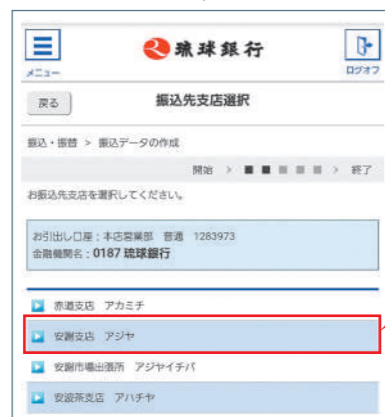 琉球銀行
メニュー
ログオフ
戻る
振込先支店選択
振込・振替 > 振込データの作成
開始 > ■ ■ ■ ■ ■ > 終了
お振込先支店を選択してください。
お引出し口座:本店営業部 普通 1283973
金融機関名:0187 琉球銀行
赤道支店 アカミチ
安謝支店 アジヤ
安謝市場出張所 アジヤイチバ
安波茶支店 アハチヤ